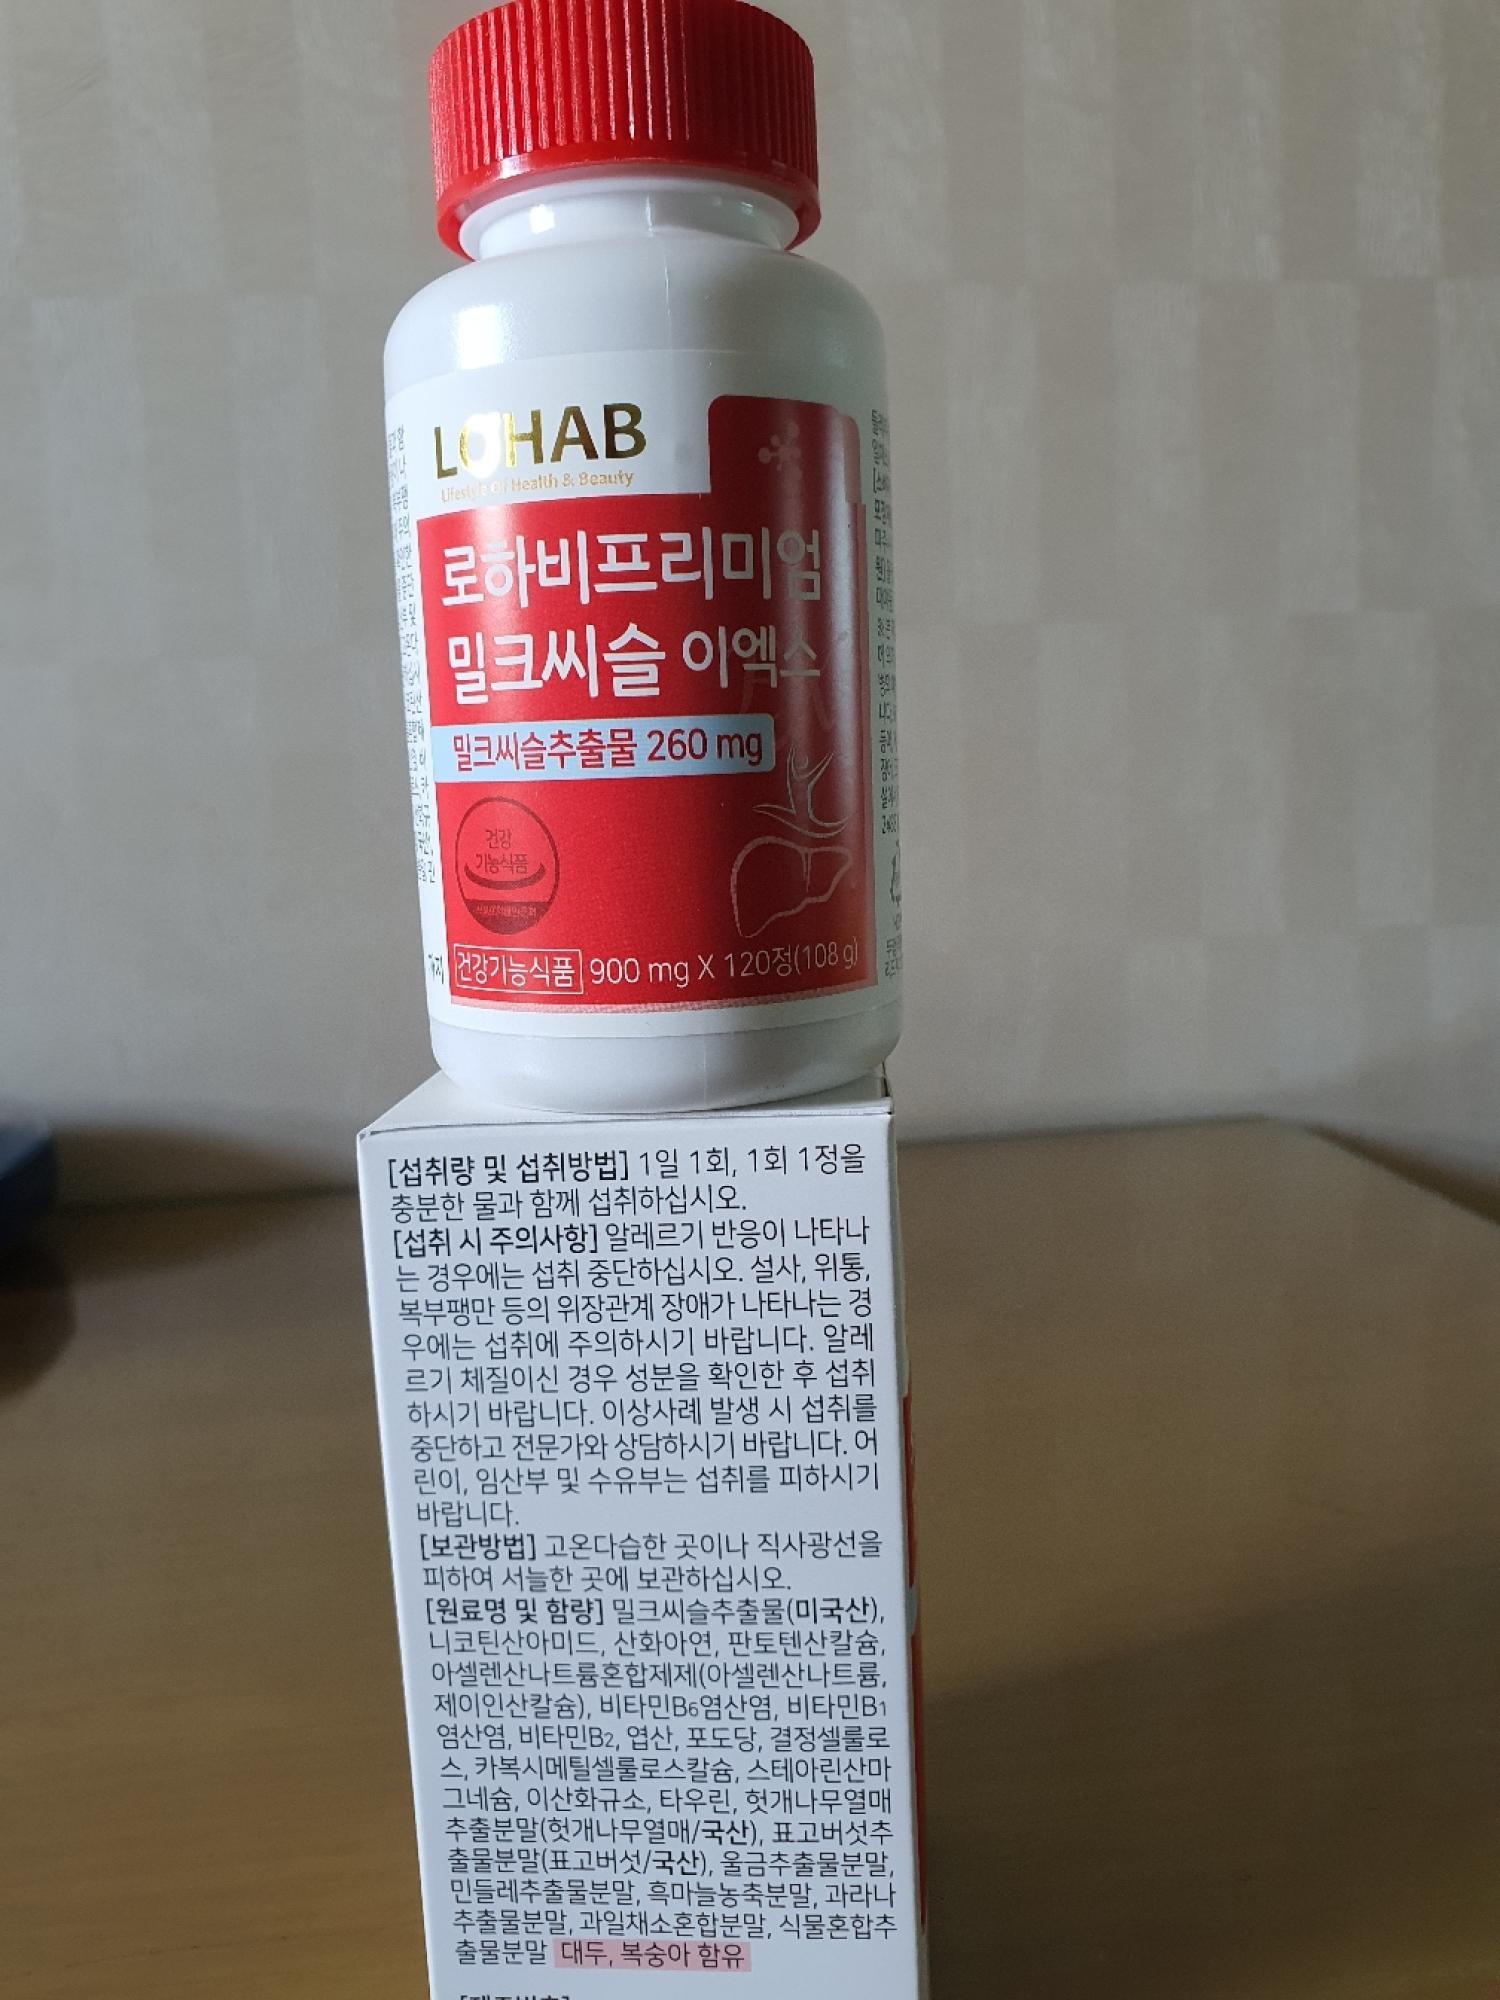 LOHAB
Lifestyle Of Health & Beauty
로하비프리미엄
밀크씨슬 이엑스
밀크씨슬추출물 260 mg
건강
기능식품
건강기능식품 900 mg X 120정(108 g)
[섭취량 및 섭취방법] 1일 1회, 1회 1정을
충분한 물과 함께 섭취하십시오.
[섭취 시 주의사항] 알레르기 반응이 나타나
는 경우에는 섭취 중단하십시오. 설사, 위통,
복부팽만 등의 위장관계 장애가 나타나는 경
우에는 섭취에 주의하시기 바랍니다. 알레
르기 체질이신 경우 성분을 확인한 후 섭취
하시기 바랍니다. 이상사례 발생 시 섭취를
중단하고 전문가와 상담하시기 바랍니다. 어
린이, 임산부 및 수유부는 섭취를 피하시기
바랍니다.
[보관방법] 고온다습한 곳이나 직사광선을
피하여 서늘한 곳에 보관하십시오.
[원료명 및 함량] 밀크씨슬추출물(미국산),
니코틴산아미드, 산화아연, 판토텐산칼슘,
아셀렌산나트륨혼합제제(아셀렌산나트륨,
제이인산칼슘), 비타민B6염산염, 비타민B1
염산염, 비타민B2, 엽산, 포도당, 결정셀룰로
스, 카복시메틸셀룰로스칼슘, 스테아린산마
그네슘, 이산화규소, 타우린, 헛개나무열매
추출분말(헛개나무열매/국산), 표고버섯추
출물분말(표고버섯/국산), 울금추출물분말,
민들레추출물분말, 흑마늘농축분말, 과라나
추출물분말, 과일채소혼합분말, 식물혼합추
출물분말 대두, 복숭아 함유